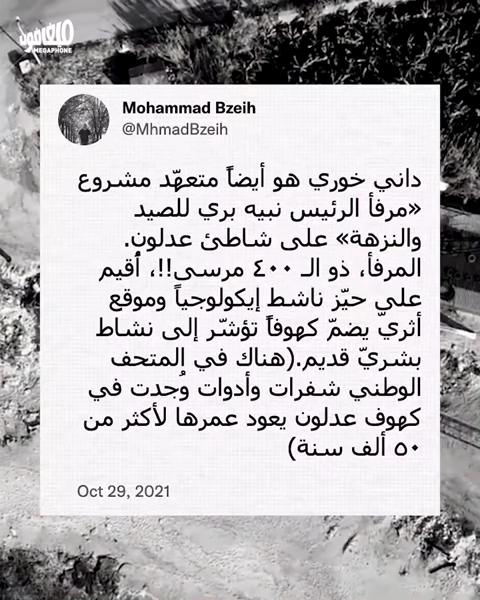 ميغافون
MEGAPHONE
Mohammad Bzeih
@MhmadBzeih
داني خوري هو أيضاً متعهّد مشروع
«مرفأ الرئيس نبيه بري للصيد
والنزهة» على شاطئ عدلون.
المرفأ، ذو الـ ٤٠٠ مرسى!!، أُقيم
على حيّز ناشط إيكولوجياً وموقع
أثريّ يضمّ كهوفاً تؤشّر إلى نشاط
بشريّ قديم.(هناك في المتحف
الوطني شفرات وأدوات وُجدت في
كهوف عدلون يعود عمرها لأكثر من
٥٠ ألف سنة)
Oct 29, 2021